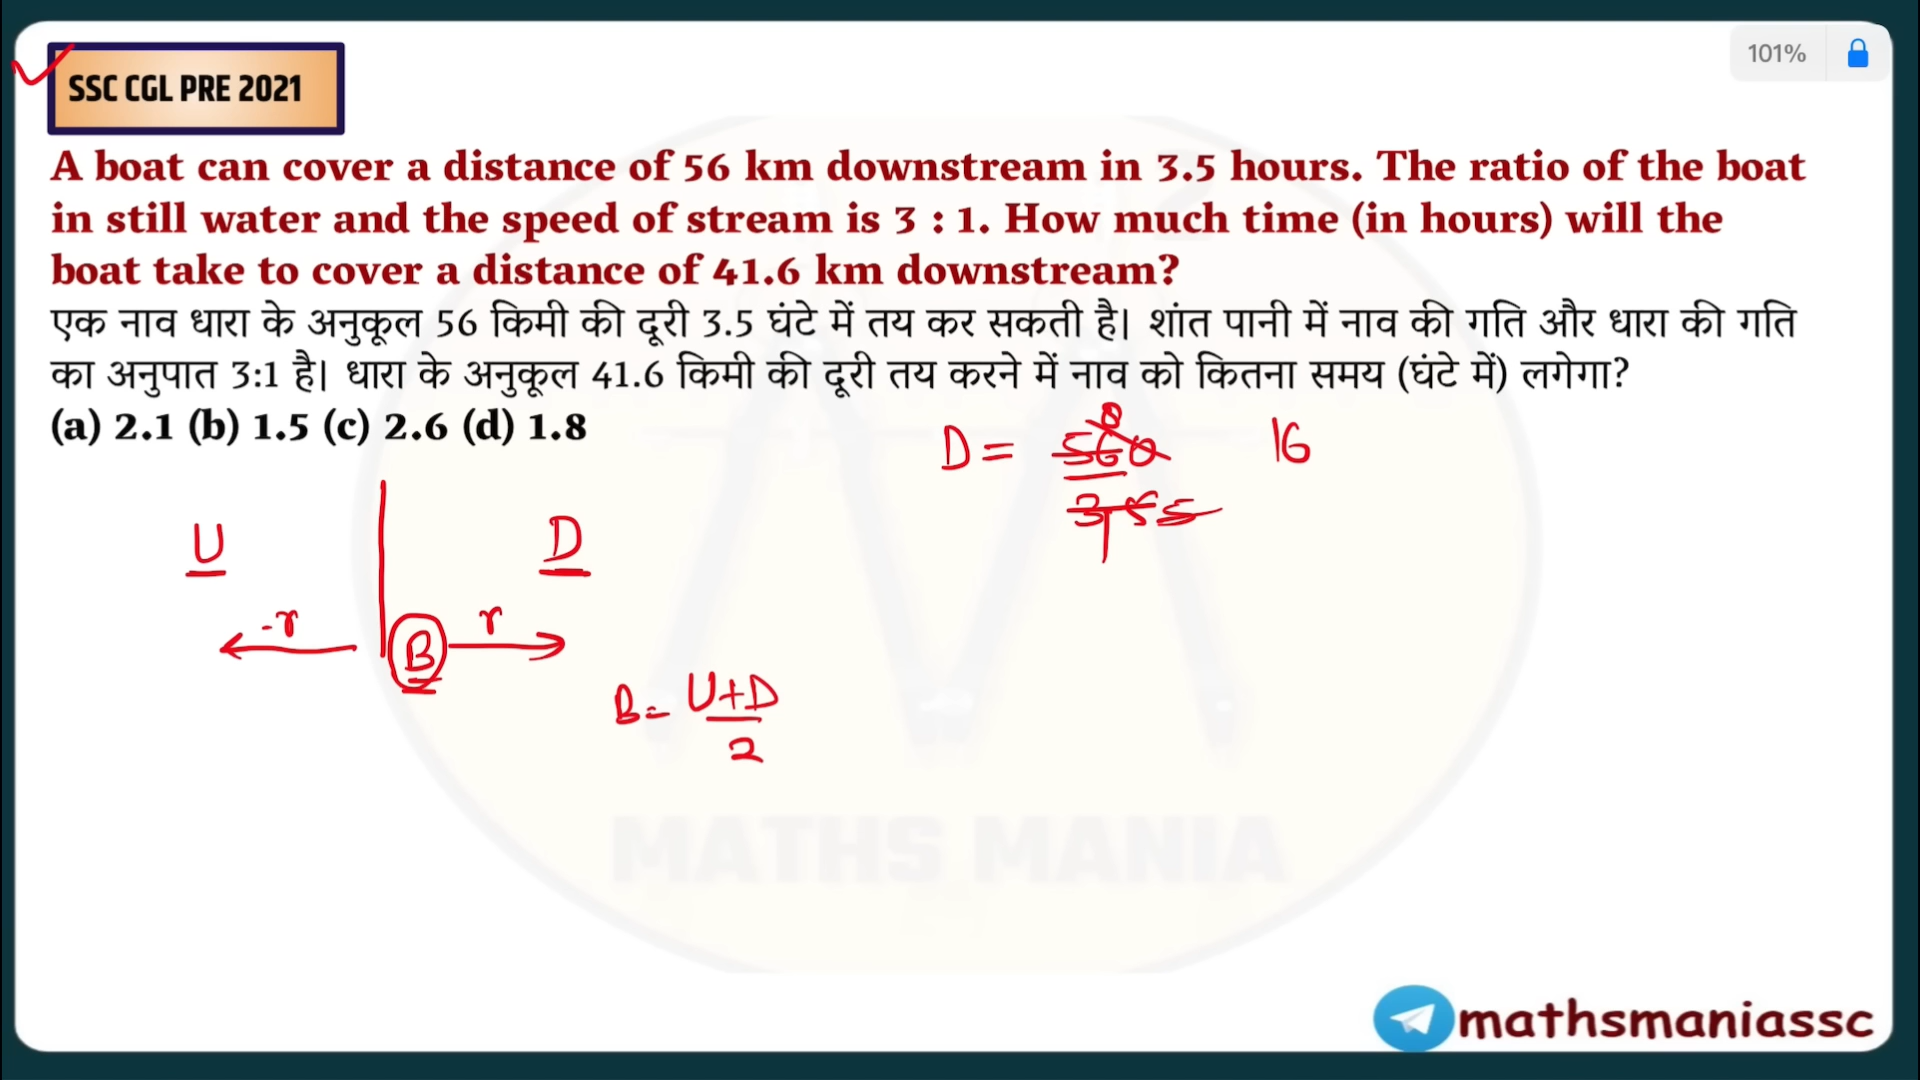 101%
SSC CGL PRE 2021
A boat can cover a distance of 56 km downstream in 3.5 hours. The ratio of the boat
in still water and the speed of stream is 3 : 1. How much time (in hours) will the
boat take to cover a distance of 41.6 km downstream?
एक नाव धारा के अनुकूल 56 किमी की दूरी 3.5 घंटे में तय कर सकती है। शांत पानी में नाव की गति और धारा की गति
का अनुपात 3:1 है। धारा के अनुकूल 41.6 किमी की दूरी तय करने में नाव को कितना समय (घंटे में) लगेगा?
(a) 2.1 (b) 1.5 (c) 2.6 (d) 1.8
8
D = 560 16
35 5
U D
-r r
B
B = U+D
2
MATHS MANIA
mathsmaniassc